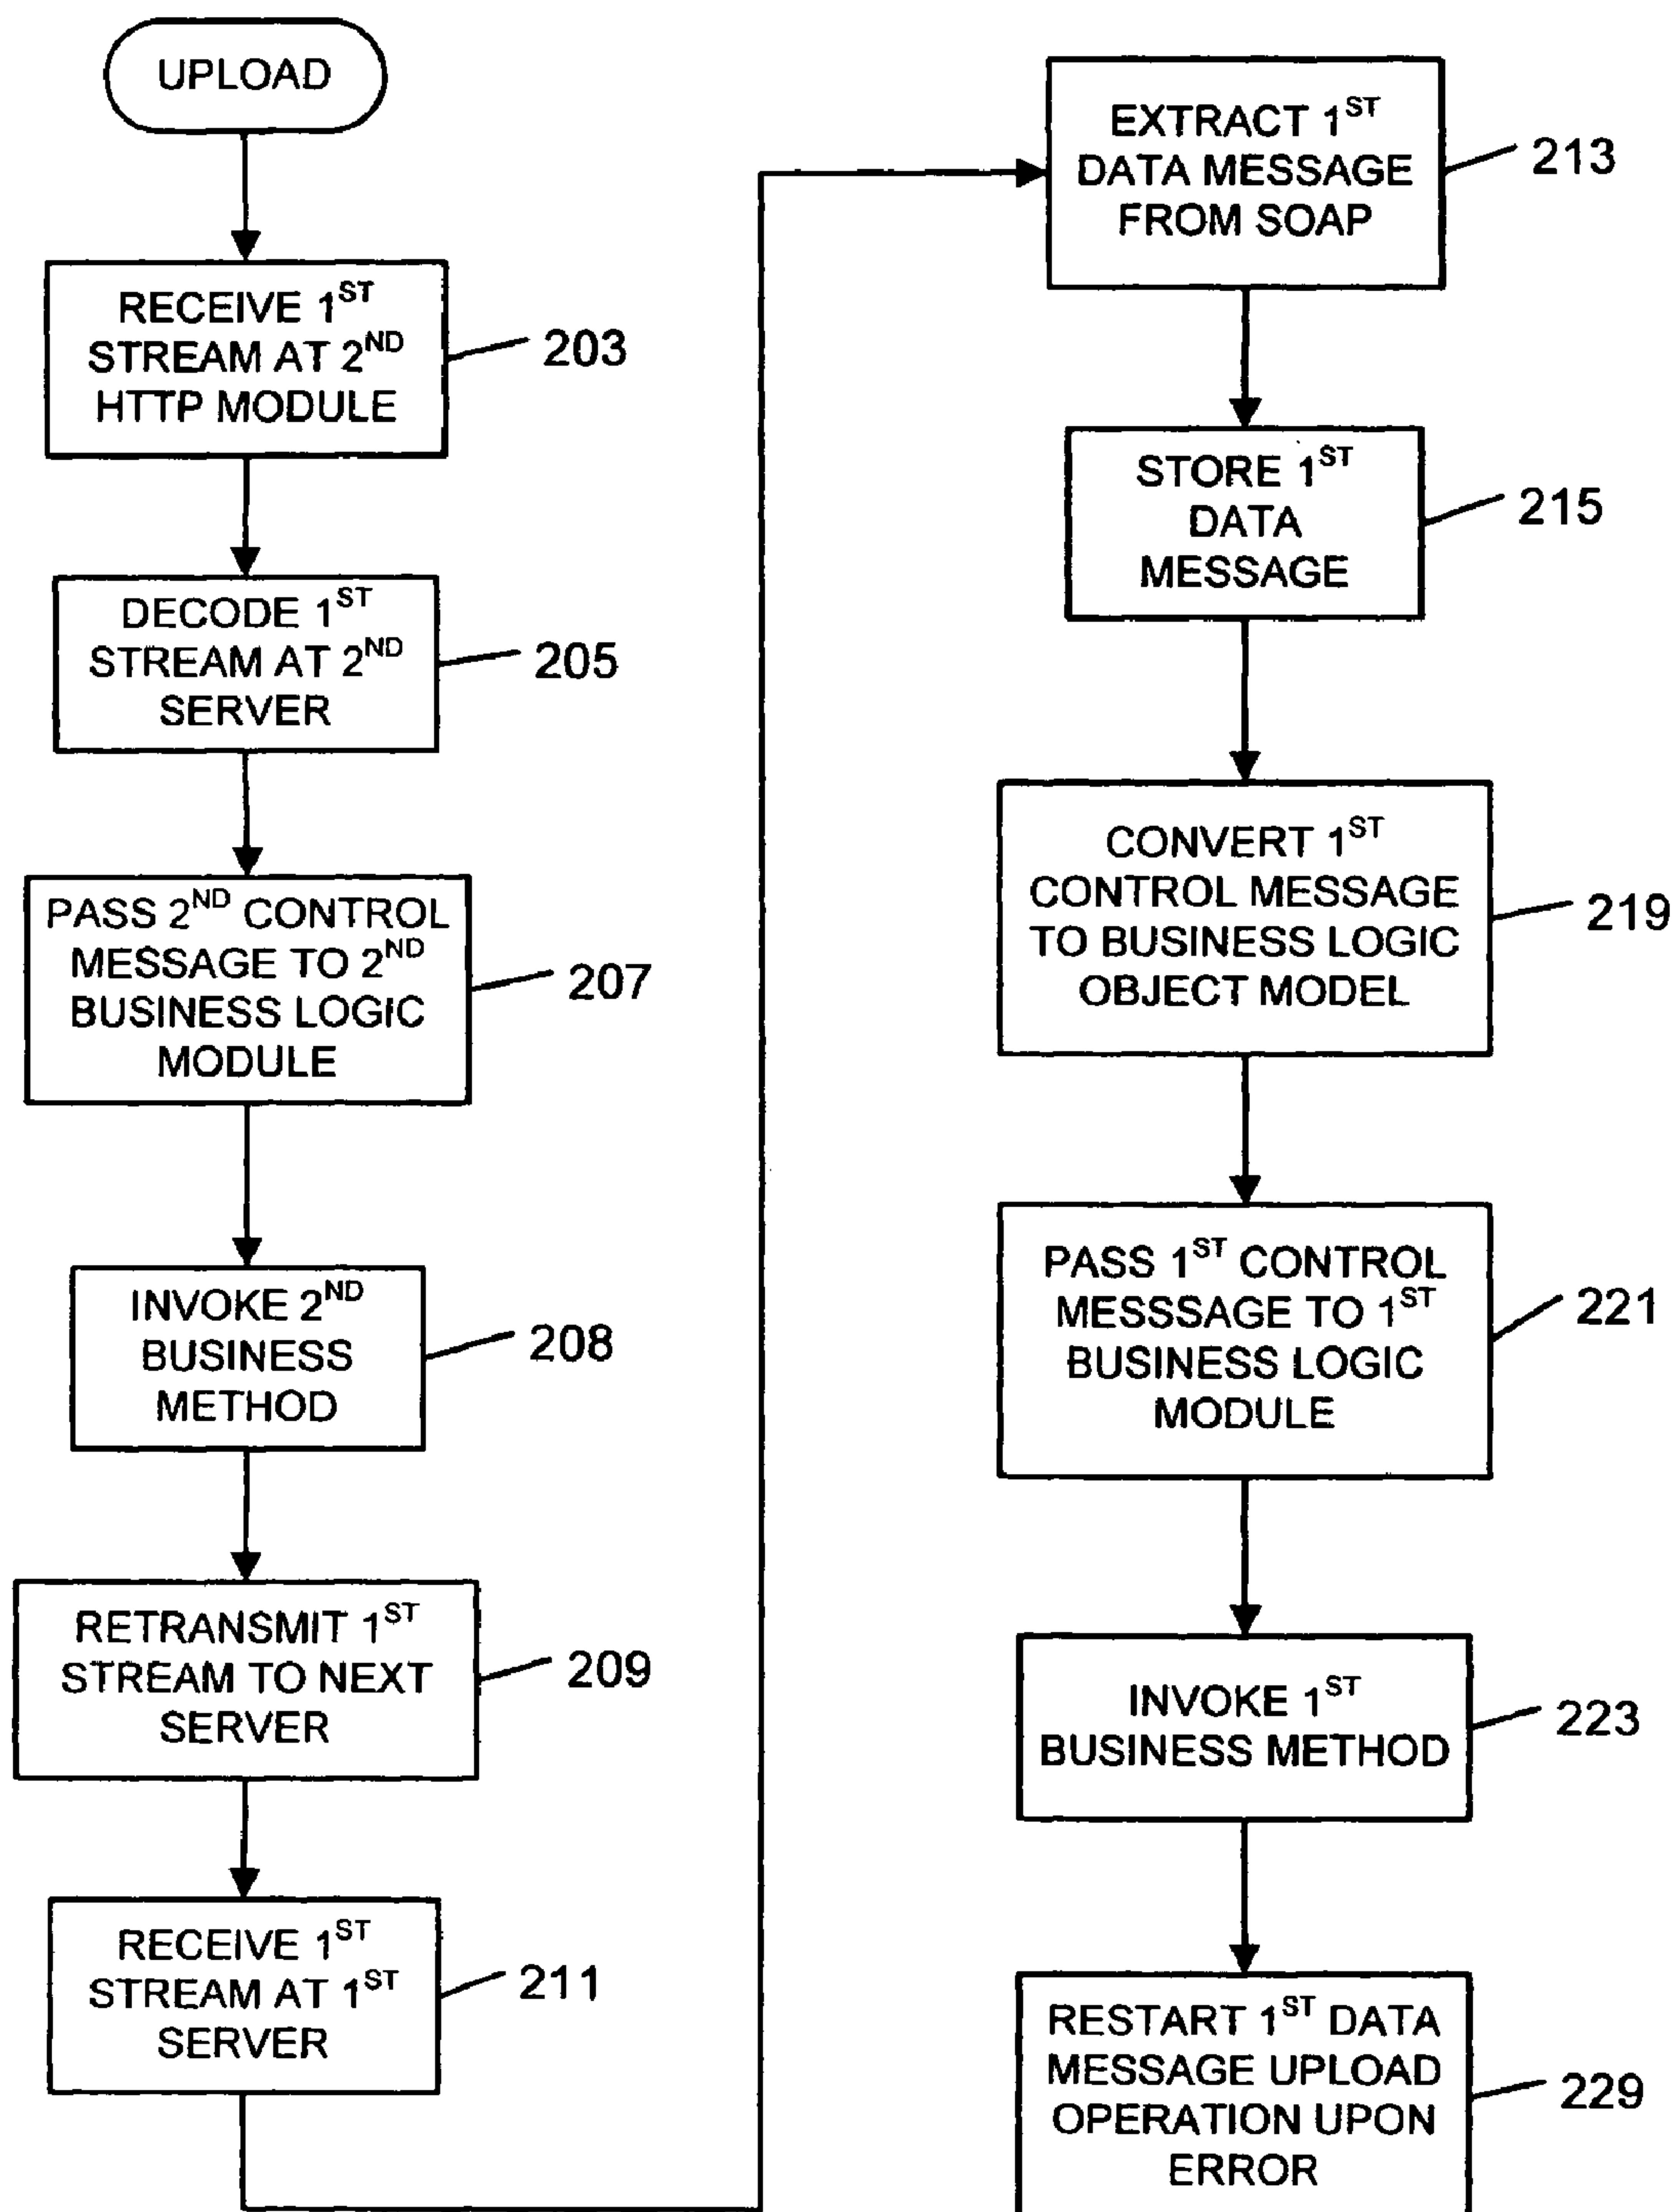 UPLOAD
RECEIVE 1ST
STREAM AT 2ND
HTTP MODULE
203
DECODE 1ST
STREAM AT 2ND
SERVER
205
PASS 2ND CONTROL
MESSAGE TO 2ND
BUSINESS LOGIC
MODULE
207
INVOKE 2ND
BUSINESS
METHOD
208
RETRANSMIT 1ST
STREAM TO NEXT
SERVER
209
RECEIVE 1ST
STREAM AT 1ST
SERVER
211
EXTRACT 1ST
DATA MESSAGE
FROM SOAP
213
STORE 1ST
DATA
MESSAGE
215
CONVERT 1ST
CONTROL MESSAGE
TO BUSINESS LOGIC
OBJECT MODEL
219
PASS 1ST CONTROL
MESSSAGE TO 1ST
BUSINESS LOGIC
MODULE
221
INVOKE 1ST
BUSINESS METHOD
223
RESTART 1ST DATA
MESSAGE UPLOAD
OPERATION UPON
ERROR
229